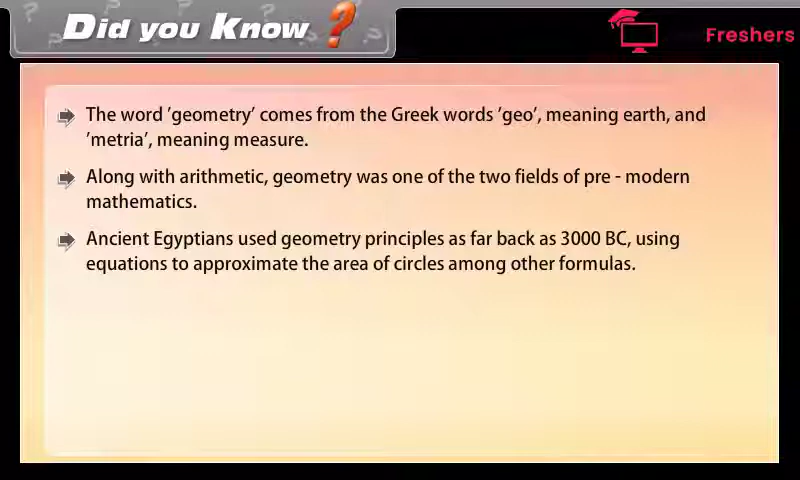 Did you Know ?
Freshers
The word ’geometry’ comes from the Greek words ’geo’, meaning earth, and
’metria’, meaning measure.
Along with arithmetic, geometry was one of the two fields of pre - modern
mathematics.
Ancient Egyptians used geometry principles as far back as 3000 BC, using
equations to approximate the area of circles among other formulas.